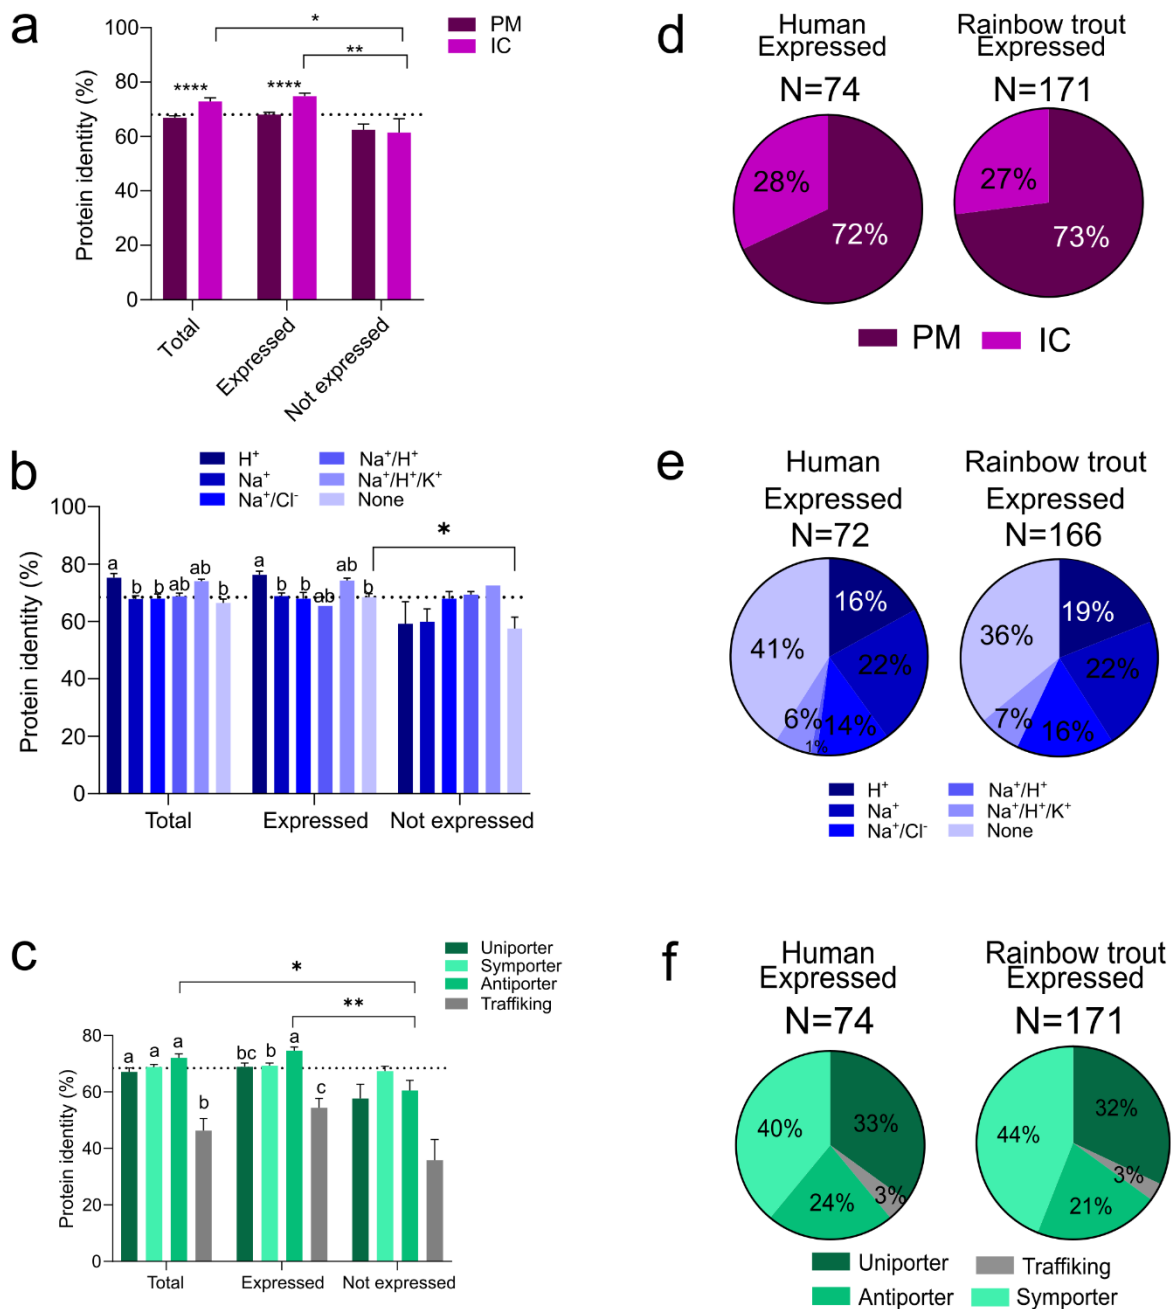 a
PM
IC
*
**
****
****
100
80
60
40
20
0
Protein identity (%)
Total
Expressed
Not expressed
d
Human
Expressed
N=74
28%
72%
Rainbow trout
Expressed
N=171
27%
73%
PM
IC
b
H⁺
Na⁺
Na⁺/Cl⁻
Na⁺/H⁺
Na⁺/H⁺/K⁺
None
*
a
b
b
ab
ab
b
a
b
b
ab
ab
b
100
80
60
40
20
0
Protein identity (%)
Total
Expressed
Not expressed
e
Human
Expressed
N=72
16%
22%
14%
1%
6%
41%
Rainbow trout
Expressed
N=166
19%
22%
16%
7%
36%
H⁺
Na⁺
Na⁺/Cl⁻
Na⁺/H⁺
Na⁺/H⁺/K⁺
None
c
Uniporter
Symporter
Antiporter
Traffiking
*
**
a
a
a
b
bc
b
a
c
80
60
40
20
0
Protein identity (%)
Total
Expressed
Not expressed
f
Human
Expressed
N=74
33%
3%
24%
40%
Rainbow trout
Expressed
N=171
32%
3%
21%
44%
Uniporter
Traffiking
Antiporter
Symporter